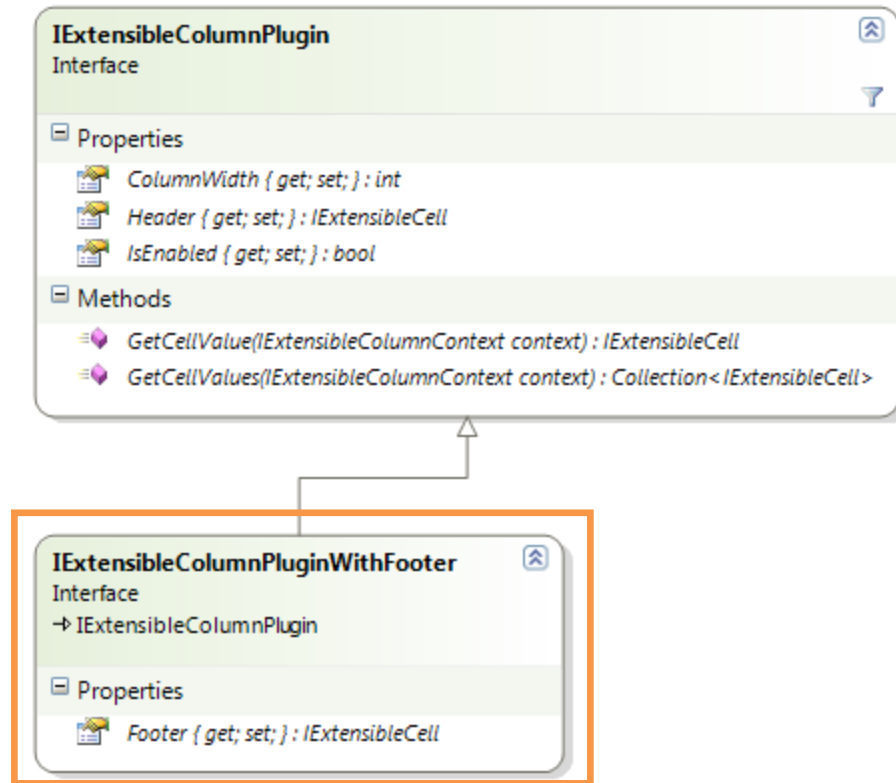 IExtensibleColumnPlugin
Interface
Properties
ColumnWidth { get; set; } : int
Header { get; set; } : IExtensibleCell
IsEnabled { get; set; } : bool
Methods
GetCellValue(IExtensibleColumnContext context) : IExtensibleCell
GetCellValues(IExtensibleColumnContext context) : Collection<IExtensibleCell>
IExtensibleColumnPluginWithFooter
Interface
IExtensibleColumnPlugin
Properties
Footer { get; set; } : IExtensibleCell